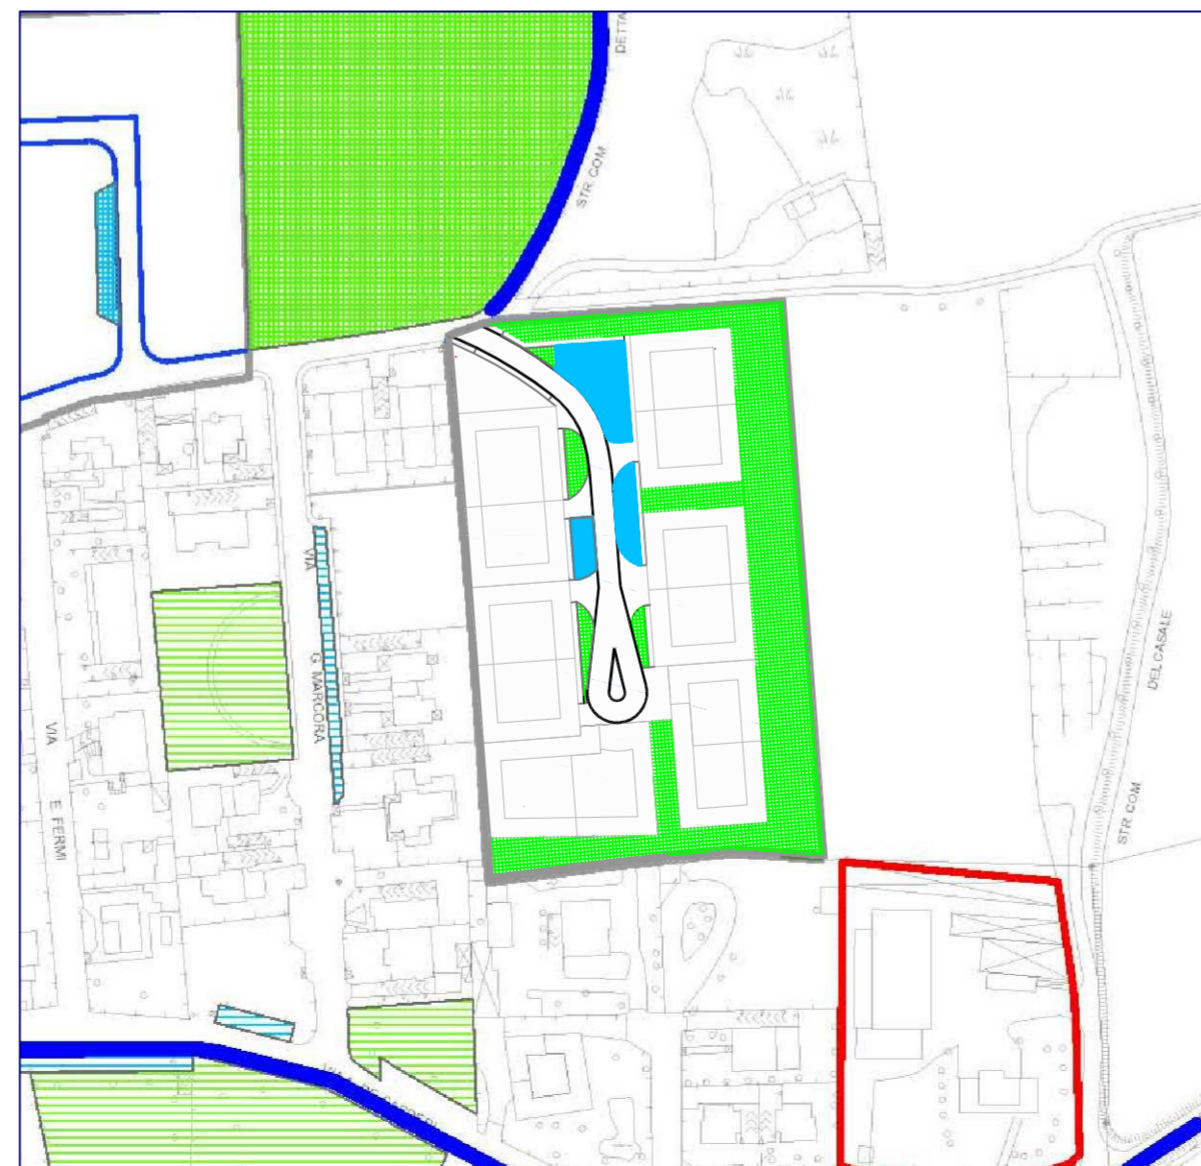 DETTA
STR. COM
VIA
G. MARCORA
DEL CASALE
VIA
E. FERMI
STR. COM